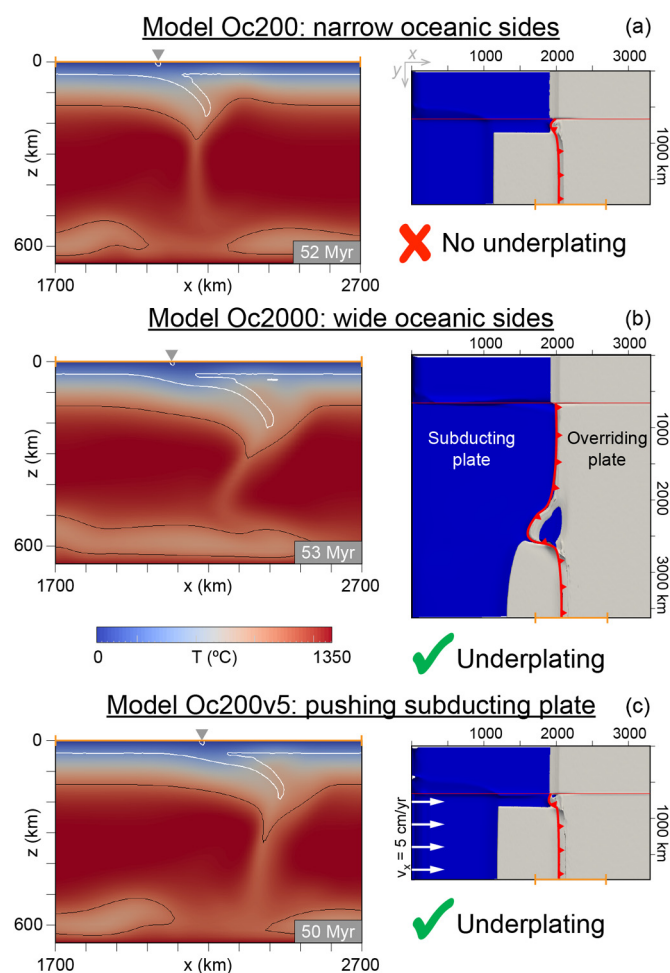 Model Oc200: narrow oceanic sides (a)
x
y
1000 2000 3000
0
z (km)
600
52 Myr
1700 x (km) 2700
1000 km
No underplating
Model Oc2000: wide oceanic sides (b)
1000 2000 3000
0
z (km)
600
53 Myr
1700 x (km) 2700
Subducting plate
Overriding plate
1000
2000
3000 km
0 T (ºC) 1350
Underplating
Model Oc200v5: pushing subducting plate (c)
1000 2000 3000
0
z (km)
600
50 Myr
1700 x (km) 2700
vx = 5 cm/yr
1000 km
Underplating